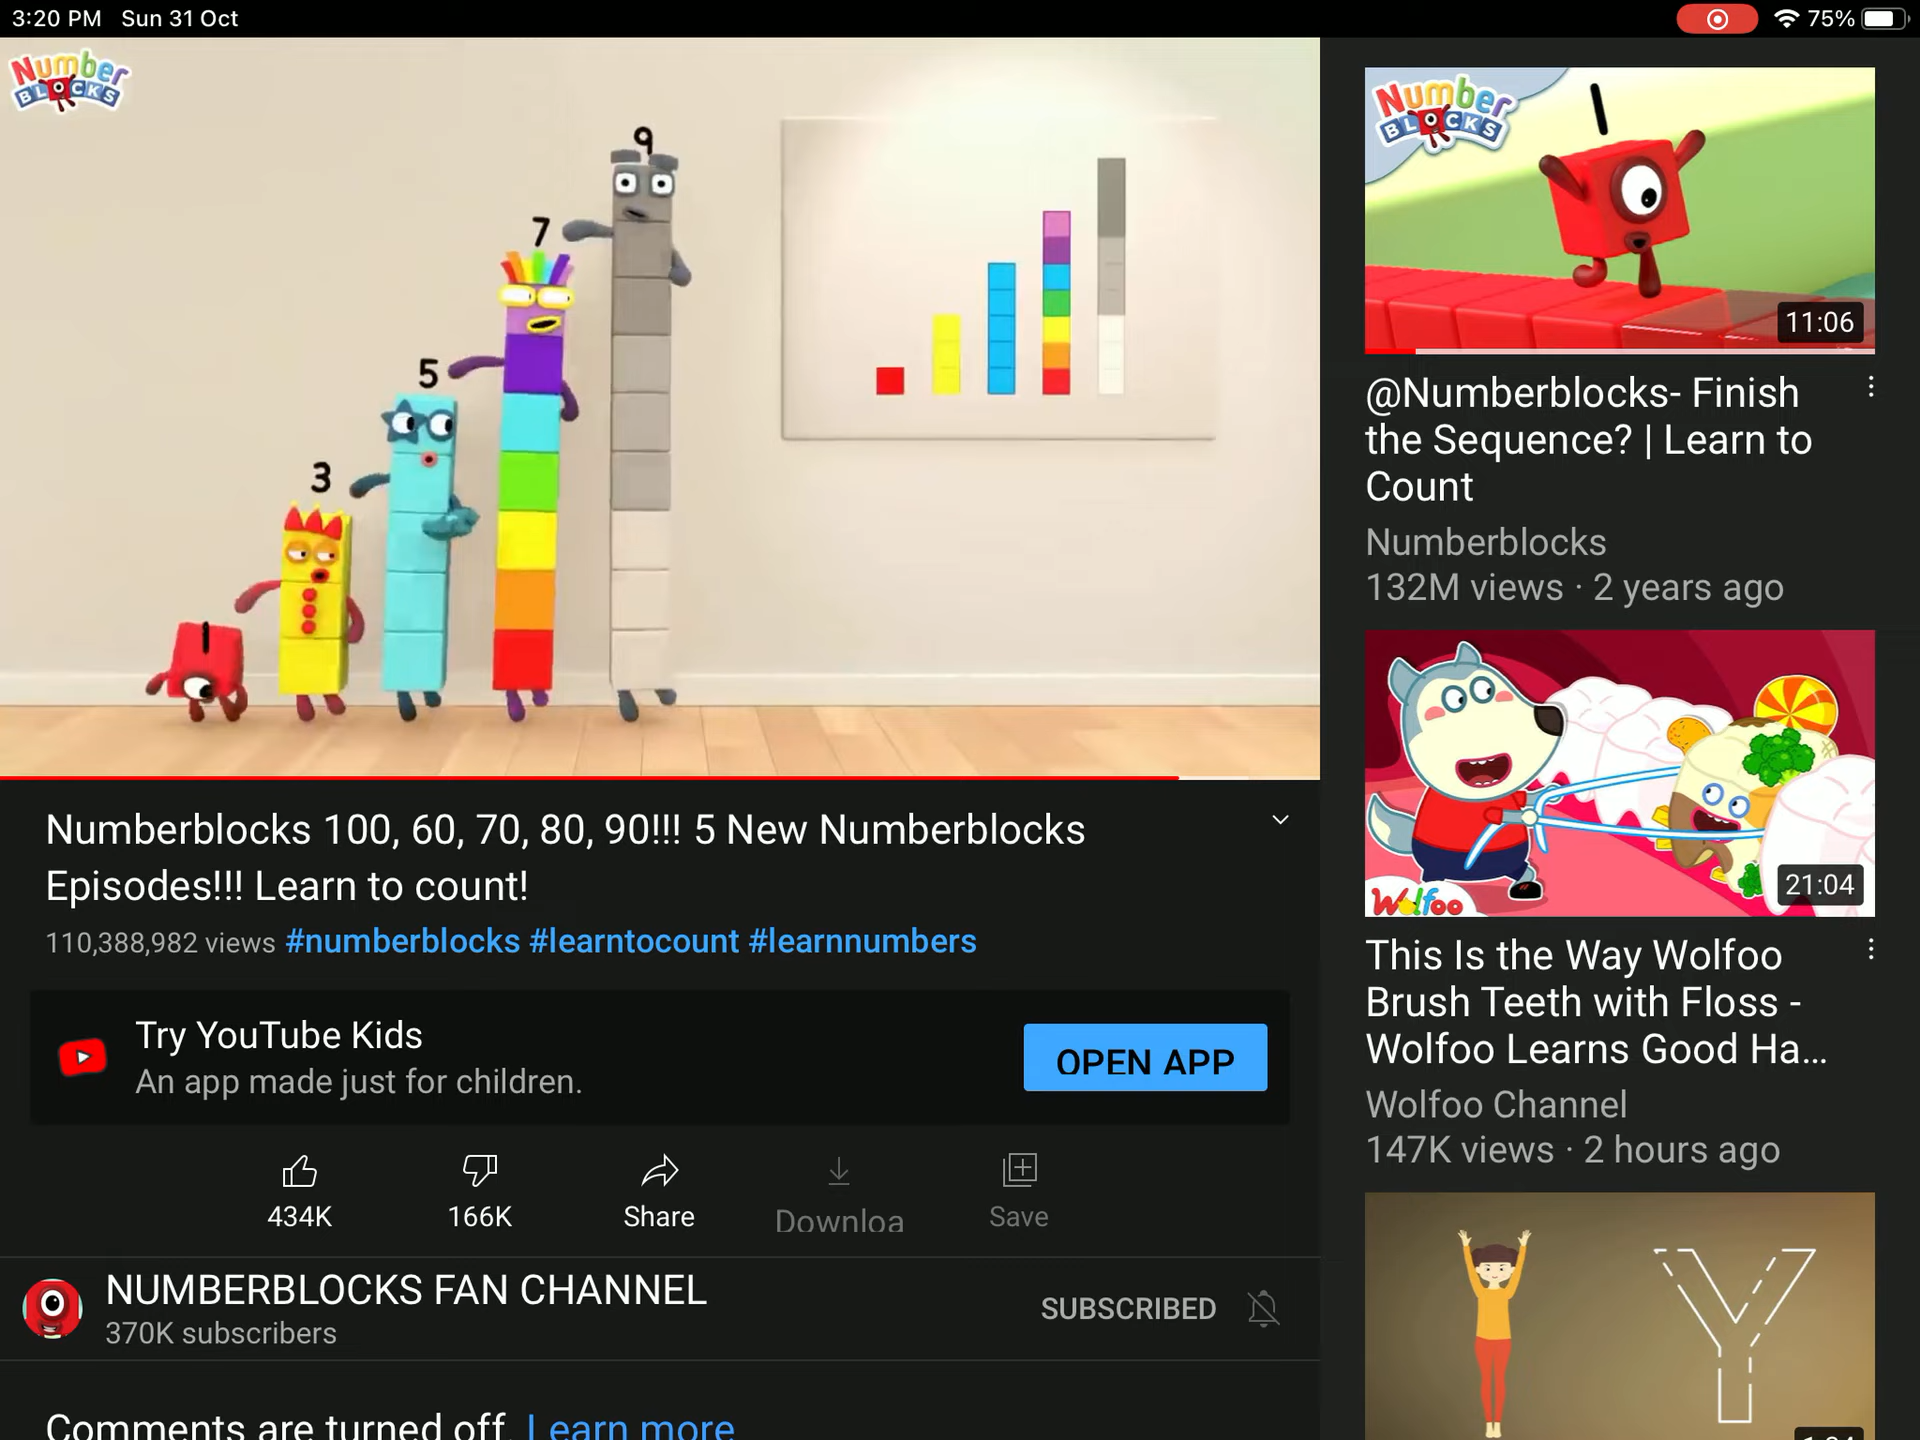 3:20 PM Sun 31 Oct
75%
Number
BLOCKS
9
7
5
3
1
Numberblocks 100, 60, 70, 80, 90!!! 5 New Numberblocks
Episodes!!! Learn to count!
110,388,982 views #numberblocks #learntocount #learnnumbers
Try YouTube Kids
An app made just for children.
OPEN APP
434K
166K
Share
Downloa
Save
NUMBERBLOCKS FAN CHANNEL
370K subscribers
SUBSCRIBED
Comments are turned off. Learn more
Number
BLOCKS
1
11:06
@Numberblocks- Finish
the Sequence? | Learn to
Count
Numberblocks
132M views · 2 years ago
Wolfoo
21:04
This Is the Way Wolfoo
Brush Teeth with Floss -
Wolfoo Learns Good Ha...
Wolfoo Channel
147K views · 2 hours ago
Y